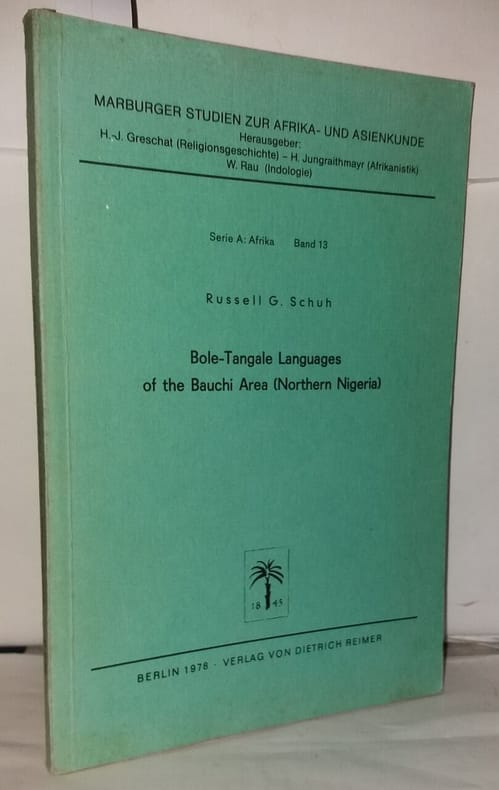 MARBURGER STUDIEN ZUR AFRIKA- UND ASIENKUNDE
Herausgeber:
H.-J. Greschat (Religionsgeschichte) – H. Jungraithmayr (Afrikanistik)
W. Rau (Indologie)
Serie A: Afrika Band 13
Russell G. Schuh
Bole-Tangale Languages
of the Bauchi Area (Northern Nigeria)
18 45
BERLIN 1978 · VERLAG VON DIETRICH REIMER